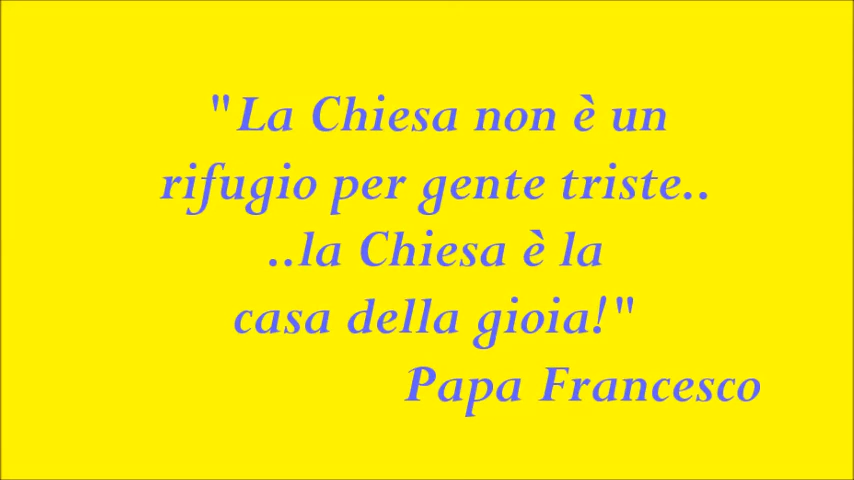 "La Chiesa non è un
rifugio per gente triste..
..la Chiesa è la
casa della gioia!"
Papa Francesco